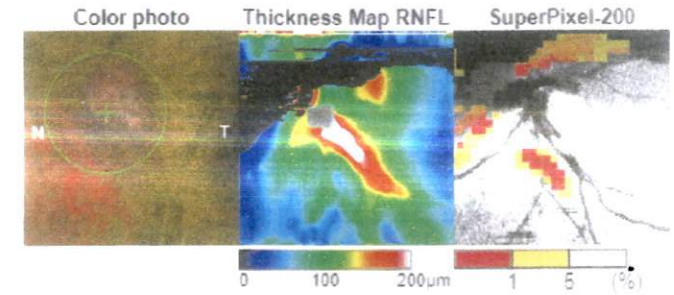 Color photo Thickness Map RNFL SuperPixel-200
N T
0 100 200μm 1 5 (%)